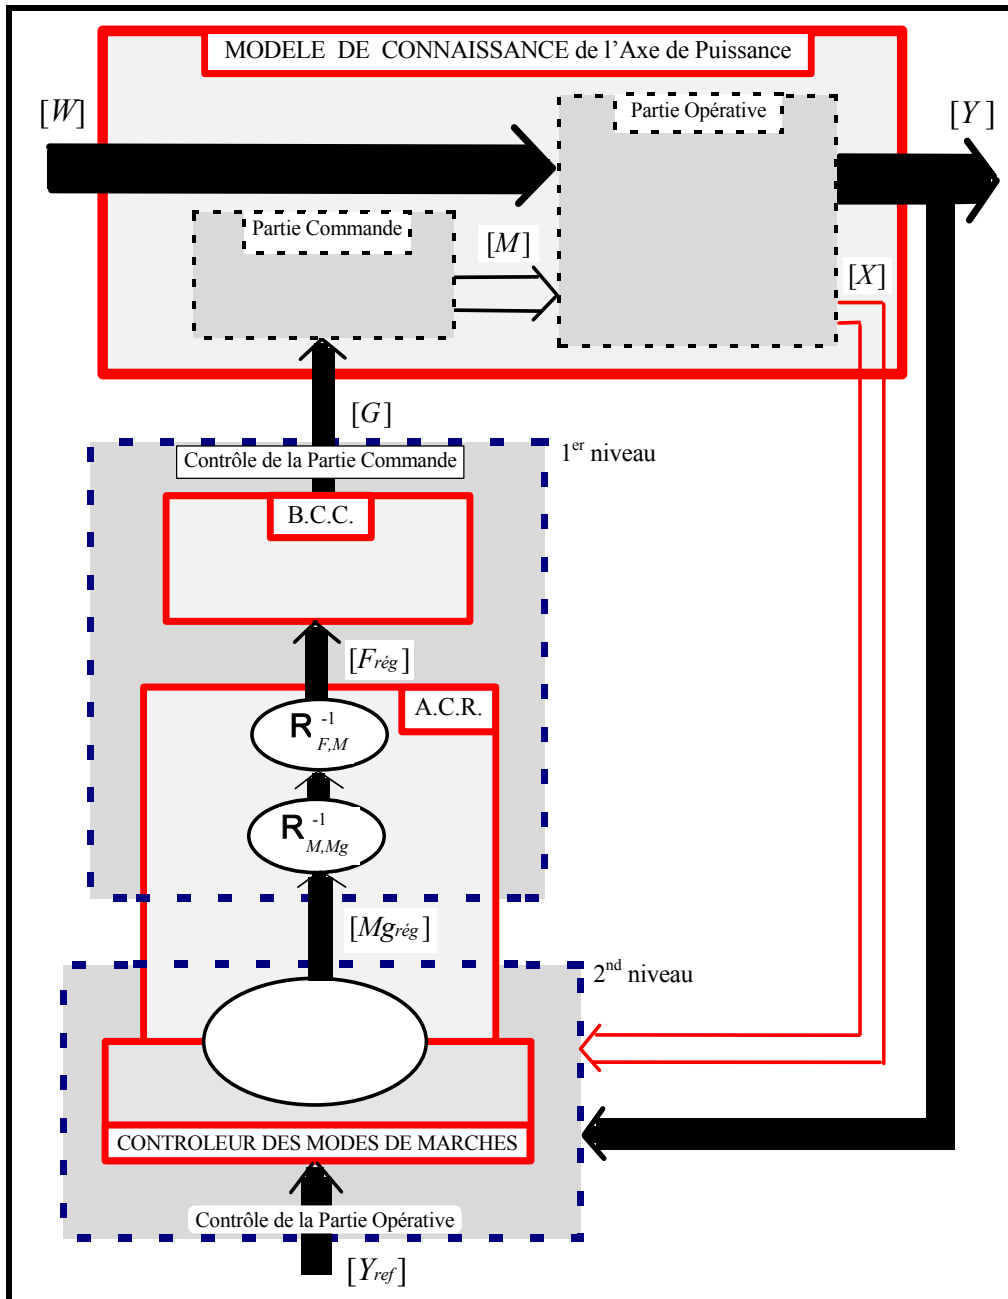 MODELE DE CONNAISSANCE de l'Axe de Puissance
[W]
Partie Opérative
[Y]
Partie Commande
[M]
[X]
[G]
1er niveau
Contrôle de la Partie Commande
B.C.C.
[Frég]
A.C.R.
R -1 F,M
R -1 M,Mg
[Mgrég]
2nd niveau
CONTROLEUR DES MODES DE MARCHES
Contrôle de la Partie Opérative
[Yref]